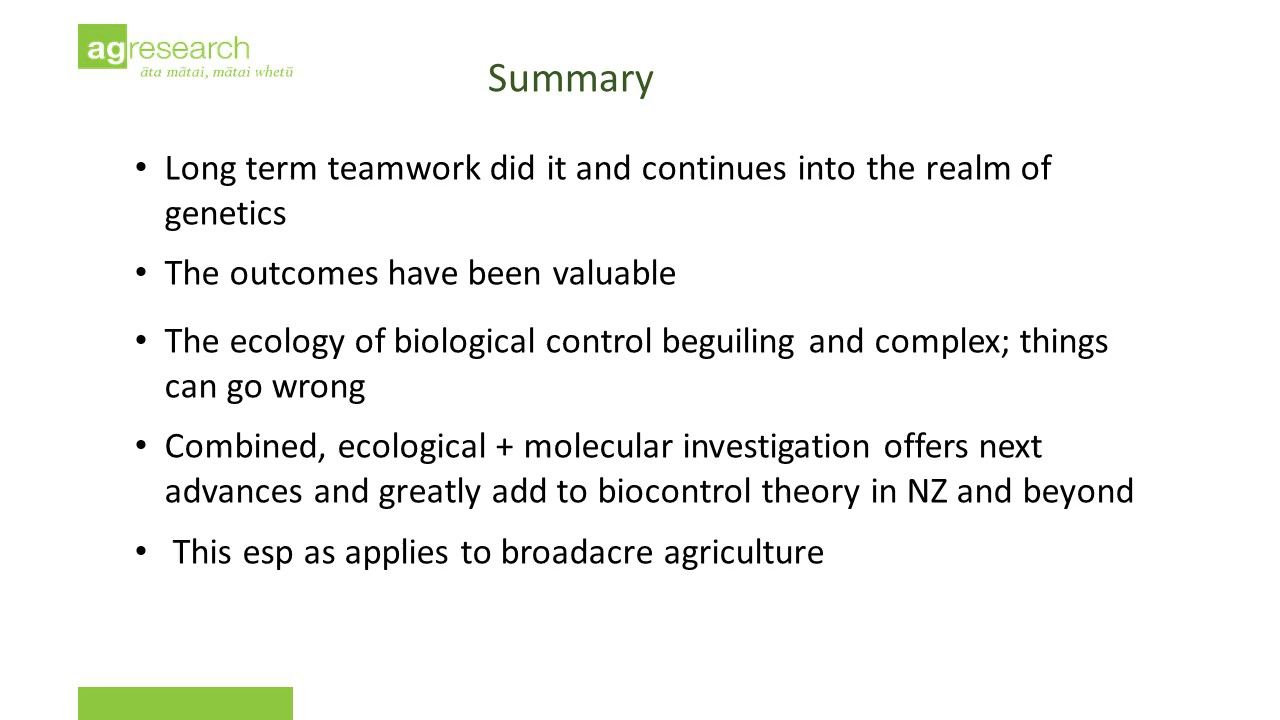 agresearch
āta mātai, mātai whetū
Summary
• Long term teamwork did it and continues into the realm of
genetics
• The outcomes have been valuable
• The ecology of biological control beguiling and complex; things
can go wrong
• Combined, ecological + molecular investigation offers next
advances and greatly add to biocontrol theory in NZ and beyond
• This esp as applies to broadacre agriculture